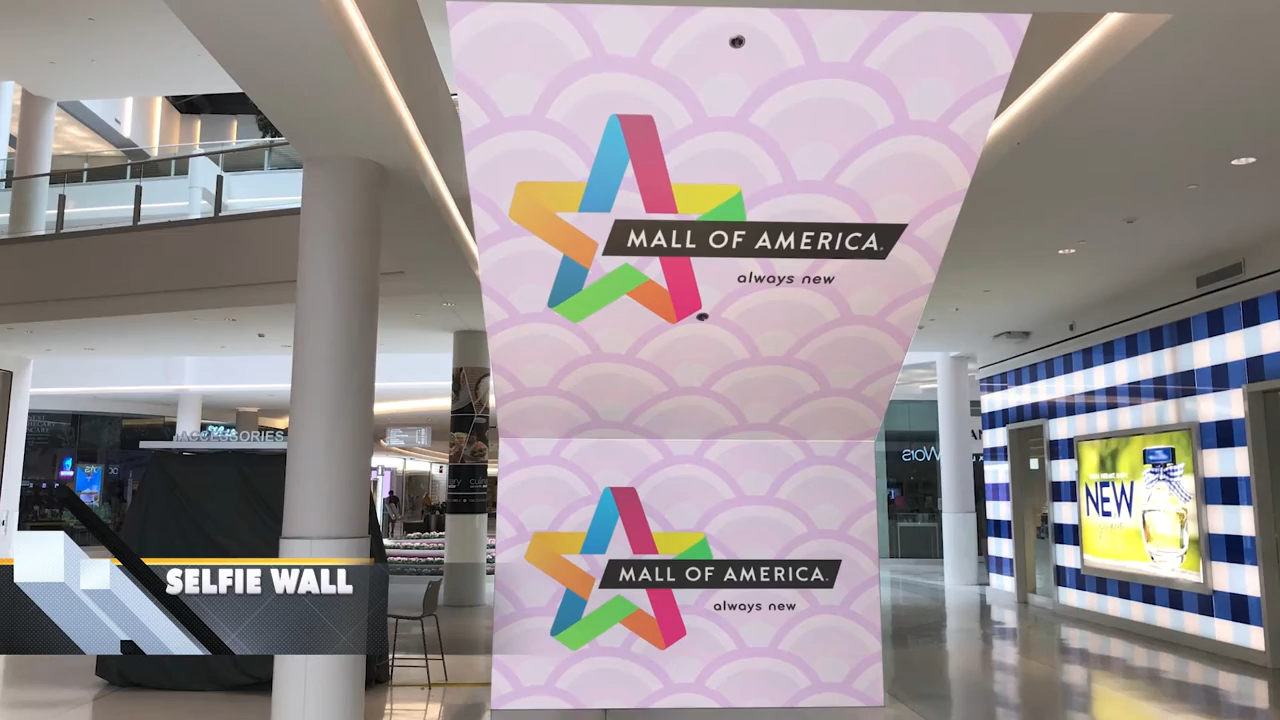 MALL OF AMERICA.
always new
ACCESSORIES
NEW
SELFIE WALL
MALL OF AMERICA.
always new